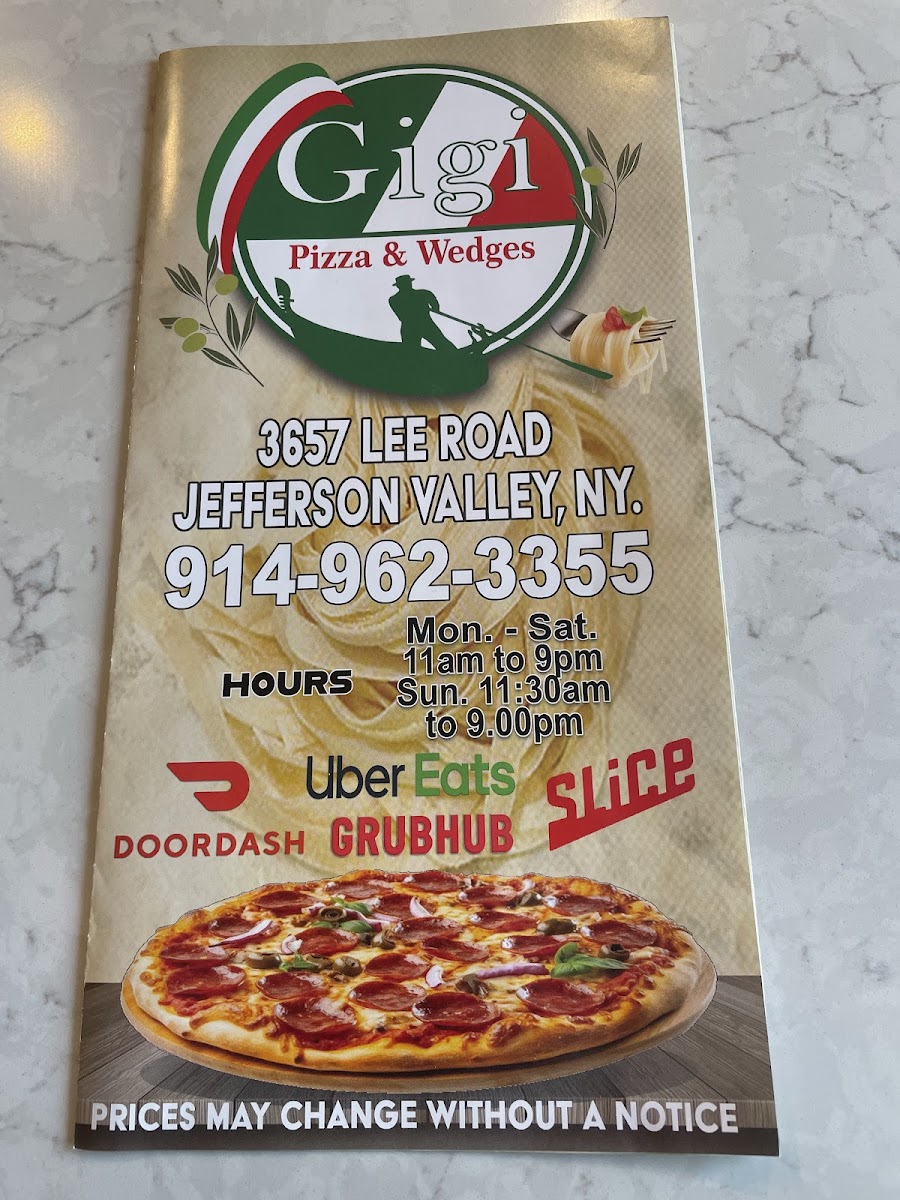 Gigi
Pizza & Wedges
3657 LEE ROAD
JEFFERSON VALLEY, NY.
914-962-3355
HOURS
Mon. - Sat.
11am to 9pm
Sun. 11:30am
to 9.00pm
DOORDASH
Uber Eats
GRUBHUB
SLiCe
PRICES MAY CHANGE WITHOUT A NOTICE